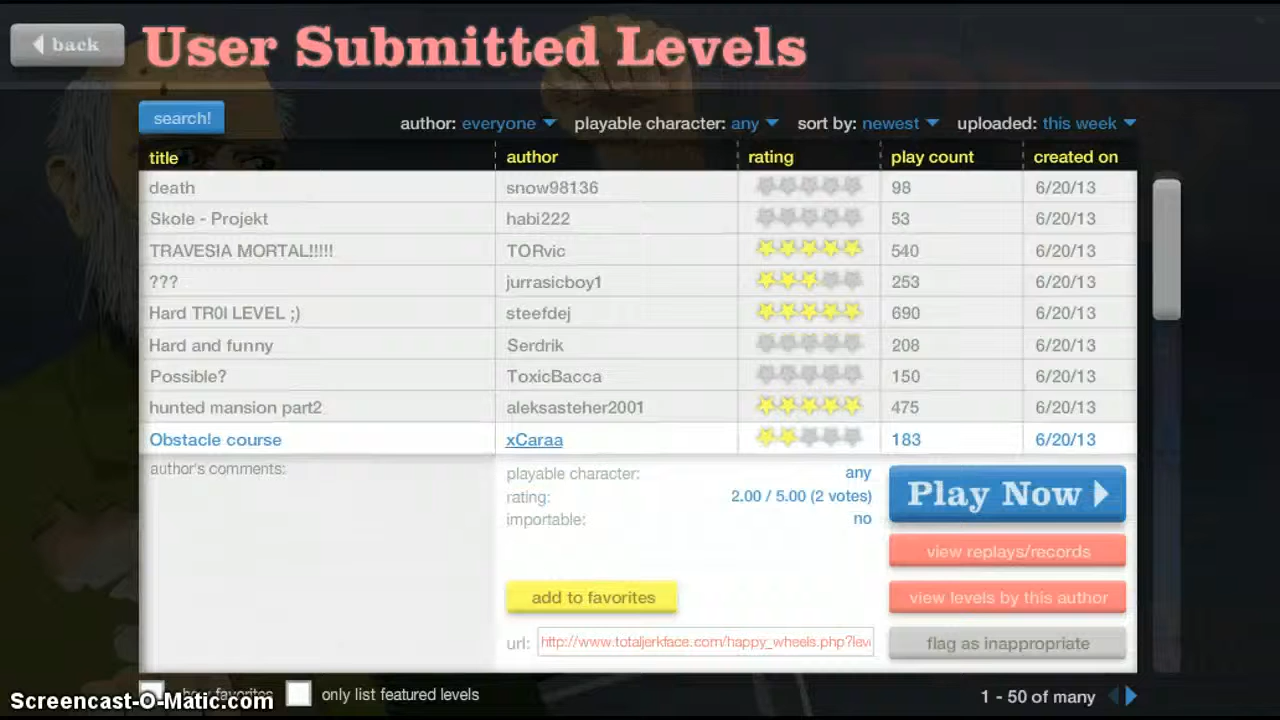 back
User Submitted Levels
search!
author: everyone playable character: any sort by: newest uploaded: this week
title author rating play count created on
death snow98136 98 6/20/13
Skole - Projekt habi222 53 6/20/13
TRAVESIA MORTAL!!!!! TORvic 540 6/20/13
??? jurrasicboy1 253 6/20/13
Hard TR0l LEVEL ;) steefdej 690 6/20/13
Hard and funny Serdrik 208 6/20/13
Possible? ToxicBacca 150 6/20/13
hunted mansion part2 aleksasteher2001 475 6/20/13
Obstacle course xCaraa 183 6/20/13
author's comments:
playable character: any
rating: 2.00 / 5.00 (2 votes)
importable: no
Play Now
view replays/records
add to favorites
view levels by this author
url: http://www.totaljerkface.com/happy_wheels.php?lev
flag as inappropriate
favorites
only list featured levels
1 - 50 of many
Screencast-O-Matic.com